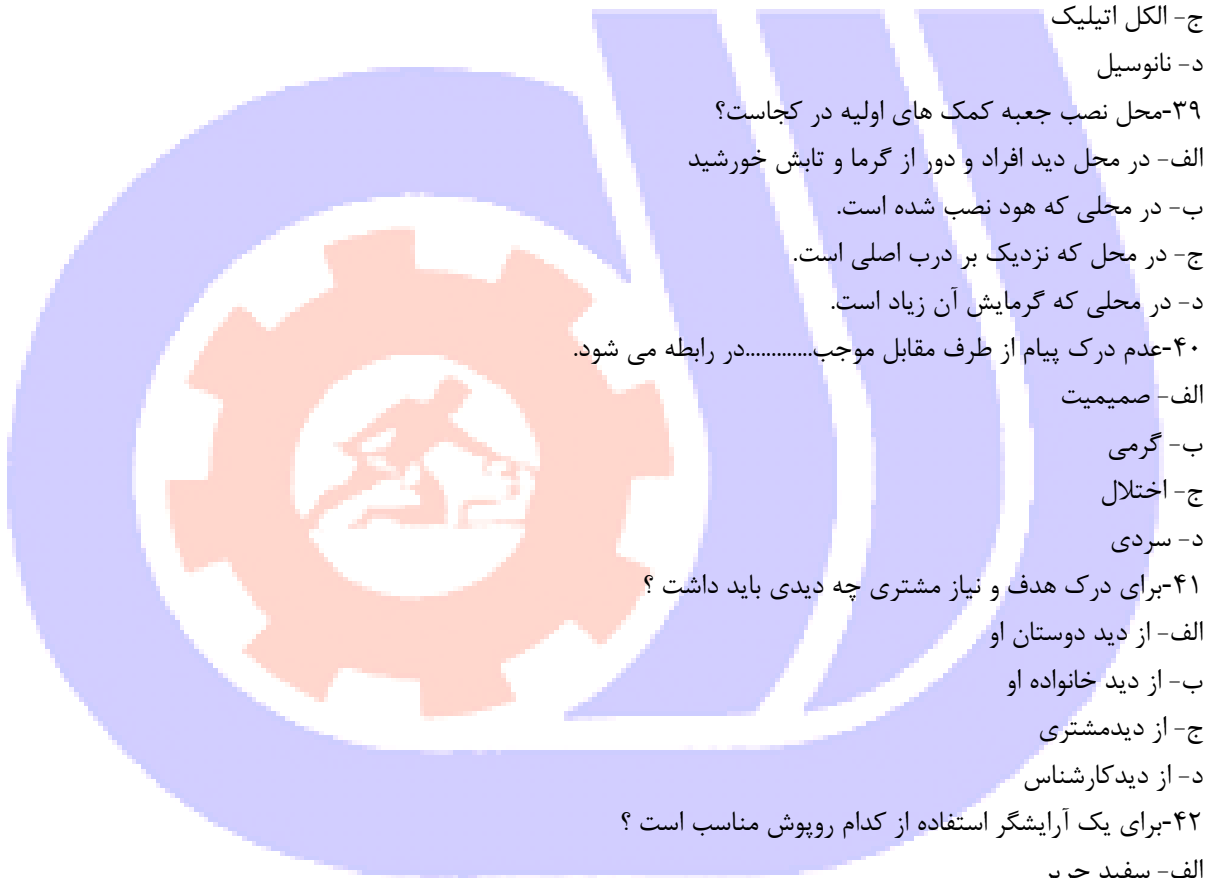 ج- الکل اتیلیک
د- نانوسیل
۳۹-محل نصب جعبه کمک های اولیه در کجاست؟
الف- در محل دید افراد و دور از گرما و تابش خورشید
ب- در محلی که هود نصب شده است.
ج- در محل که نزدیک بر درب اصلی است.
د- در محلی که گرمایش آن زیاد است.
۴۰-عدم درک پیام از طرف مقابل موجب.............در رابطه می شود.
الف- صمیمیت
ب- گرمی
ج- اختلال
د- سردی
۴۱-برای درک هدف و نیاز مشتری چه دیدی باید داشت ؟
الف- از دید دوستان او
ب- از دید خانواده او
ج- از دیدمشتری
د- از دیدکارشناس
۴۲-برای یک آرایشگر استفاده از کدام روپوش مناسب است ؟
الف- سفید حریر